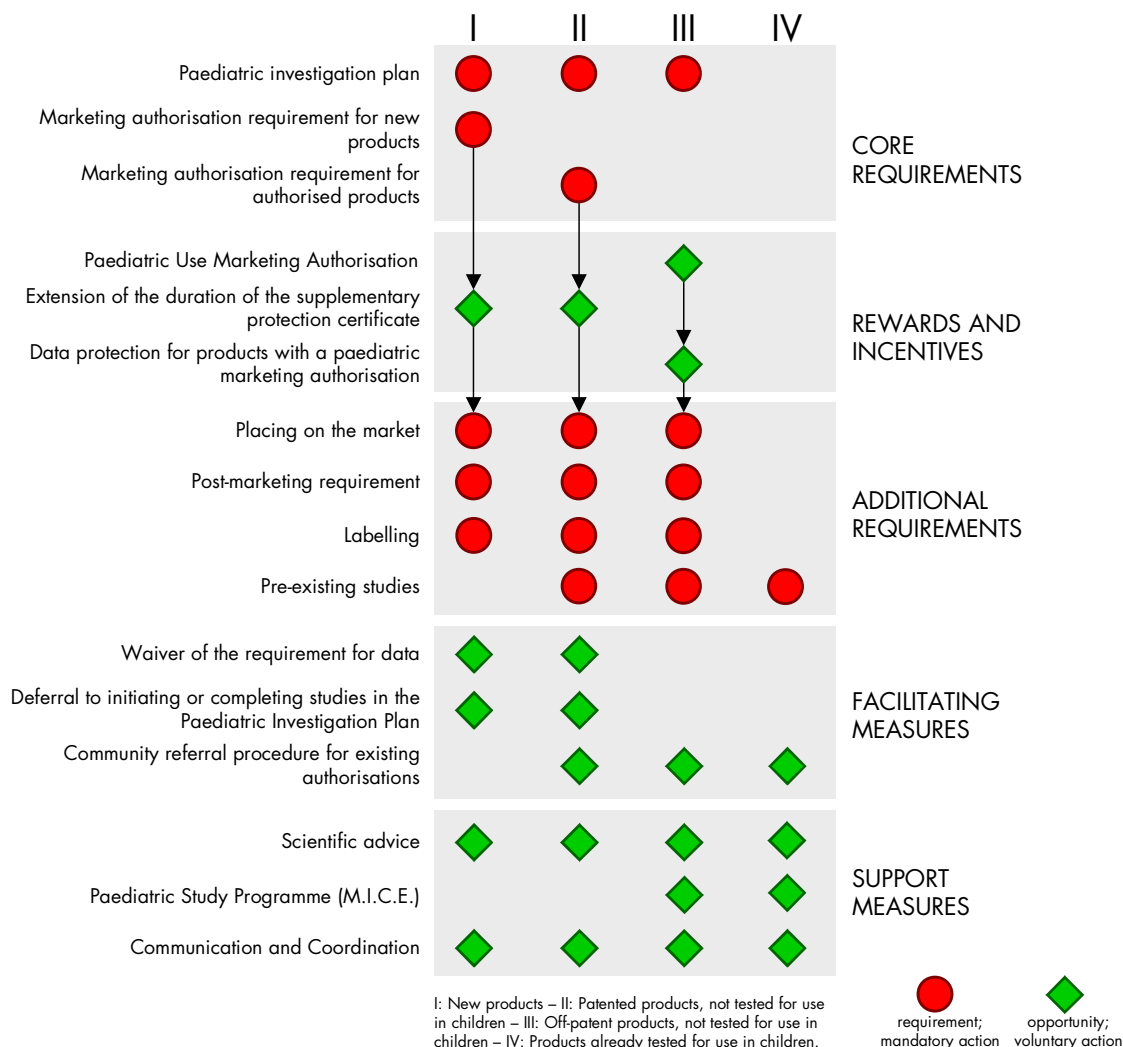 I II III IV
Paediatric investigation plan
Marketing authorisation requirement for new
products
Marketing authorisation requirement for
authorised products
CORE
REQUIREMENTS
Paediatric Use Marketing Authorisation
Extension of the duration of the supplementary
protection certificate
Data protection for products with a paediatric
marketing authorisation
REWARDS AND
INCENTIVES
Placing on the market
Post-marketing requirement
Labelling
Pre-existing studies
ADDITIONAL
REQUIREMENTS
Waiver of the requirement for data
Deferral to initiating or completing studies in the
Paediatric Investigation Plan
Community referral procedure for existing
authorisations
FACILITATING
MEASURES
Scientific advice
Paediatric Study Programme (M.I.C.E.)
Communication and Coordination
SUPPORT
MEASURES
I: New products – II: Patented products, not tested for use
in children – III: Off-patent products, not tested for use in
children – IV: Products already tested for use in children.
requirement;
mandatory action
opportunity;
voluntary action